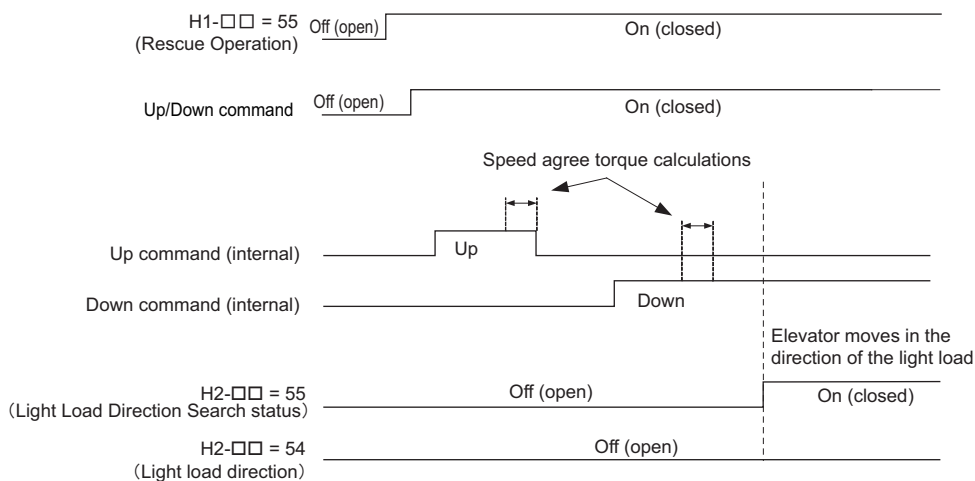 H1-□□ = 55
(Rescue Operation)
Off (open)
On (closed)
Up/Down command
Off (open)
On (closed)
Speed agree torque calculations
Up command (internal)
Up
Down command (internal)
Down
Elevator moves in the
direction of the light load
H2-□□ = 55
(Light Load Direction Search status)
Off (open)
On (closed)
H2-□□ = 54
(Light load direction)
Off (open)